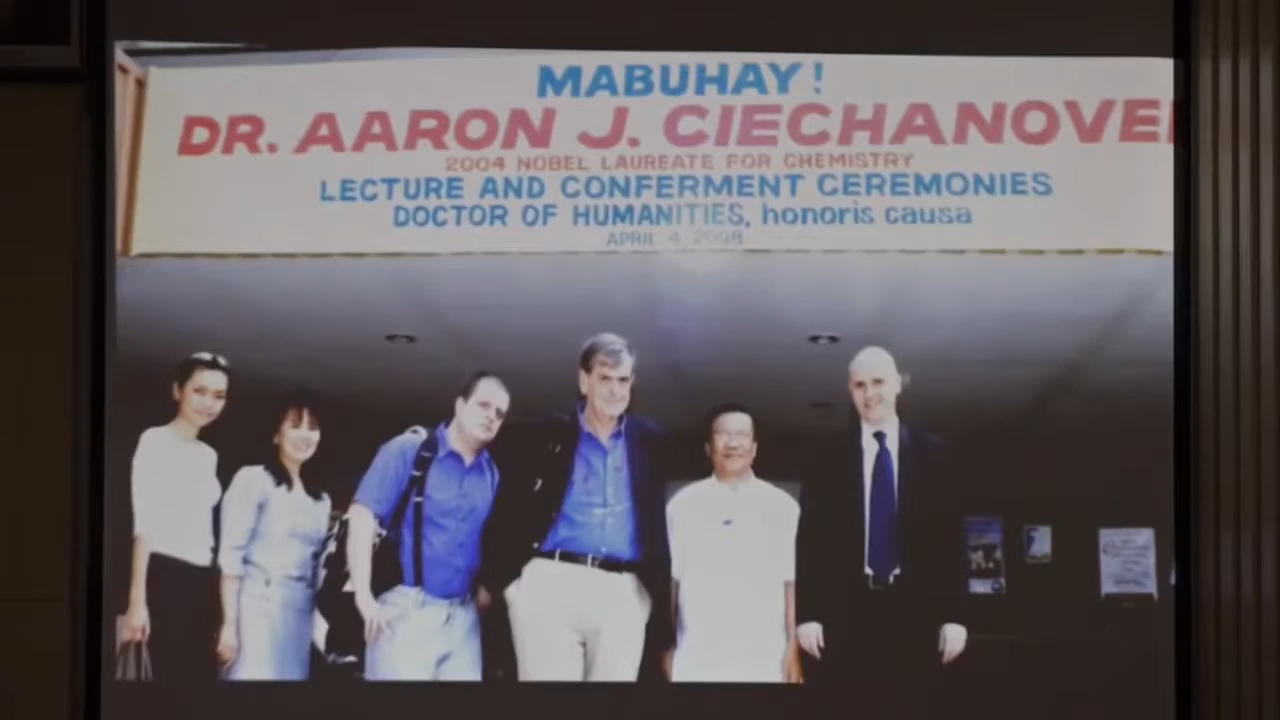 MABUHAY!
DR. AARON J. CIECHANOVE
2004 NOBEL LAUREATE FOR CHEMISTRY
LECTURE AND CONFERMENT CEREMONIES
DOCTOR OF HUMANITIES, honoris causa
APRIL 4 2008